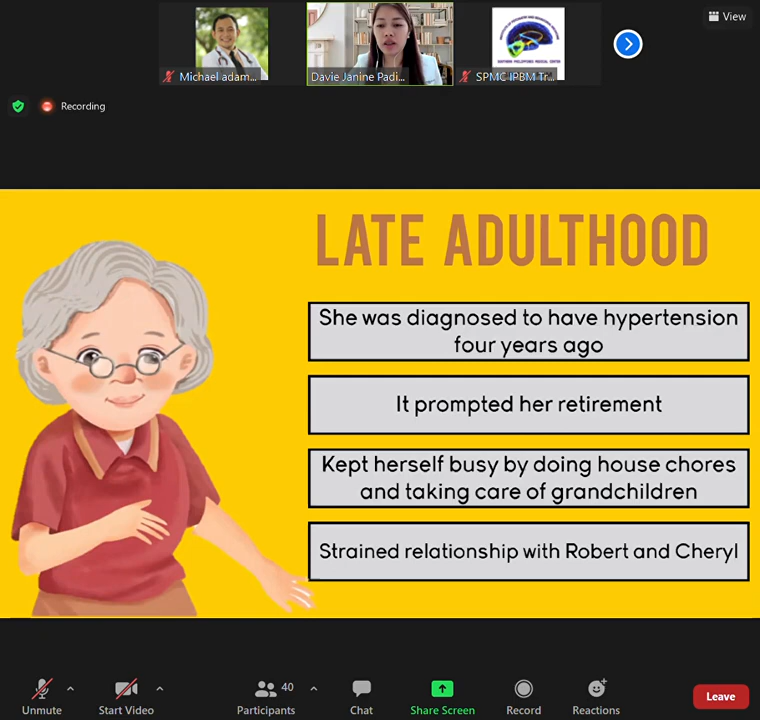 View
Michael adam...
Davie Janine Padi...
SPMC IPBM Tr...
Recording
LATE ADULTHOOD
She was diagnosed to have hypertension
four years ago
It prompted her retirement
Kept herself busy by doing house chores
and taking care of grandchildren
Strained relationship with Robert and Cheryl
Unmute
Start Video
40
Participants
Chat
Share Screen
Record
Reactions
Leave